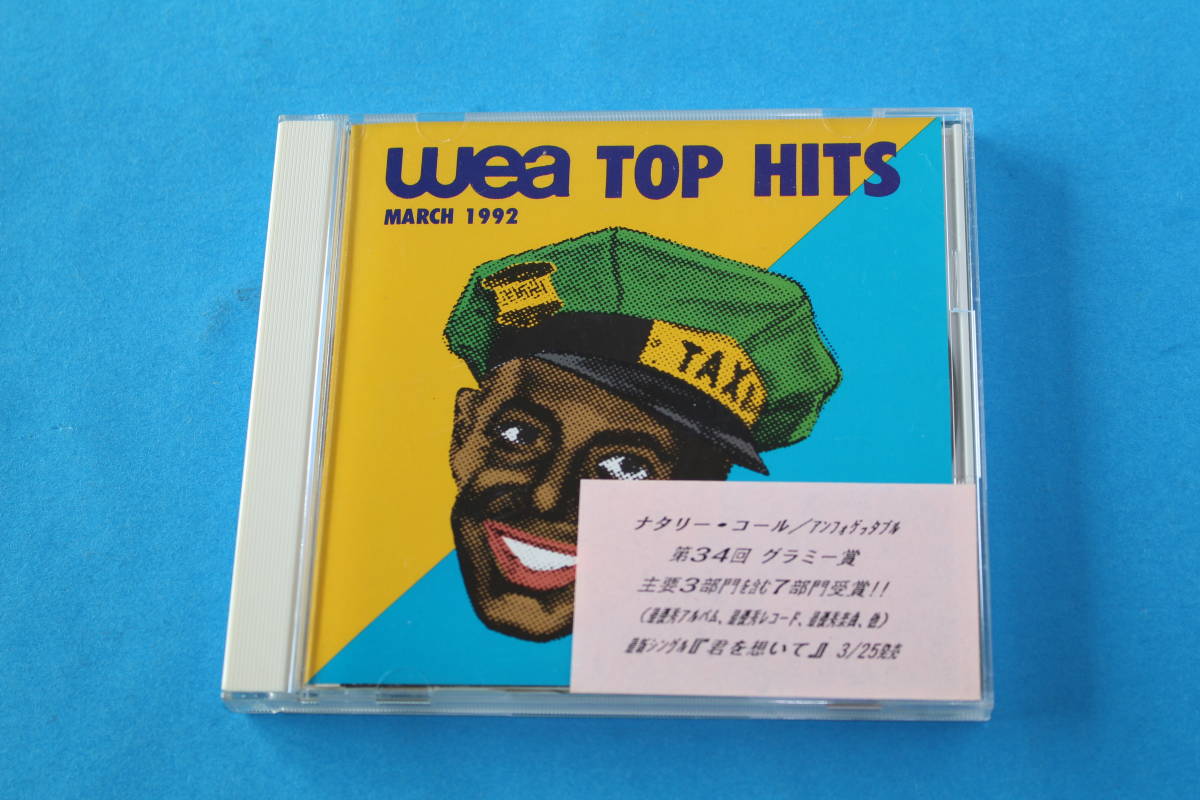 wea TOP HITS
MARCH 1992
TAXI
ナタリー・コール/アンフォゲッタブル
第34回 グラミー賞
主要3部門を含む7部門受賞!!
(最優秀アルバム、最優秀レコード、最優秀楽曲、他)
最新シングル『君を想いて』 3/25発売